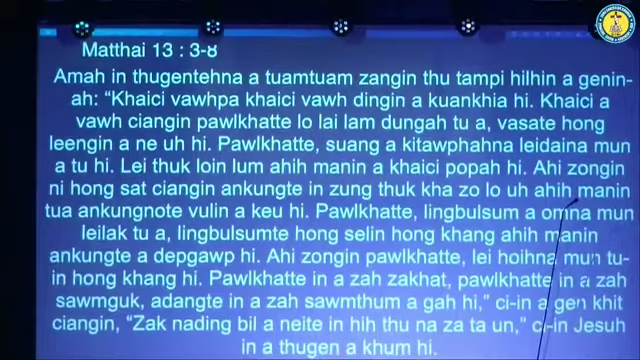 Matthai 13 : 3-8
Amah in thugentehna a tuamtuam zangin thu tampi hilhin a genin-
ah: “Khaici vawhpa khaici vawh dingin a kuankhia hi. Khaici a
vawh ciangin pawlkhatte lo lai lam dungah tu a, vasate hong
leengin a ne uh hi. Pawlkhatte, suang a kitawphahna leidaina mun
a tu hi. Lei thuk loin lum ahih manin a khaici popah hi. Ahi zongin
ni hong sat ciangin ankungte in zung thuk kha zo lo uh ahih manin
tua ankungnote vulin a keu hi. Pawlkhatte, lingbulsum a omna mun
leilak tu a, lingbulsumte hong selin hong khang ahih manin
ankungte a depgawp hi. Ahi zongin pawlkhatte, lei hoihna mun tu-
in hong khang hi. Pawlkhatte in a zah zakhat, pawlkhatte in a zah
sawmguk, adangte in a zah sawmthum a gah hi,” ci-in a gen khit
ciangin, “Zak nading bil a neite in hih thu na za ta un,” ci-in Jesuh
in a thugen a khum hi.